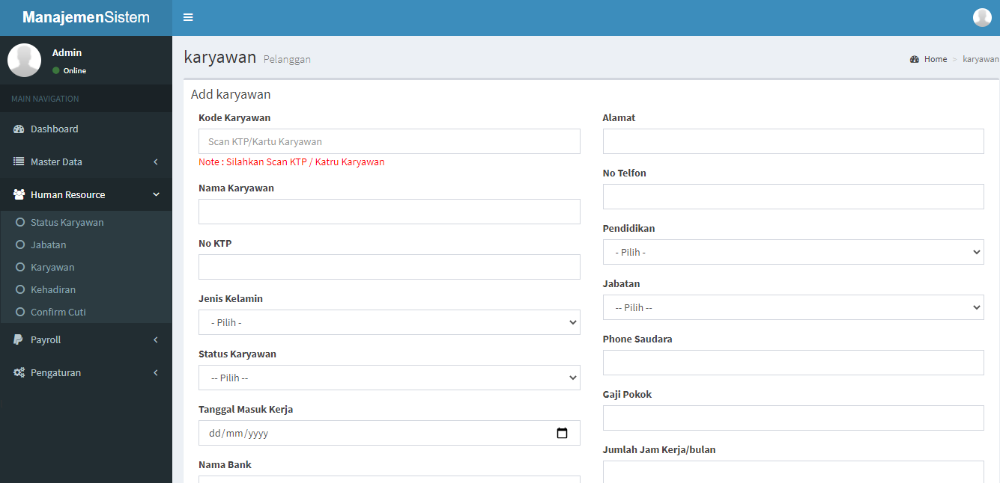 ManajemenSistem
Admin
Online
MAIN NAVIGATION
Dashboard
Master Data
Human Resource
Status Karyawan
Jabatan
Karyawan
Kehadiran
Confirm Cuti
Payroll
Pengaturan
karyawan Pelanggan
Home > karyawan
Add karyawan
Kode Karyawan
Scan KTP/Kartu Karyawan
Note : Silahkan Scan KTP / Katru Karyawan
Nama Karyawan
No KTP
Jenis Kelamin
- Pilih -
Status Karyawan
-- Pilih --
Tanggal Masuk Kerja
dd/mm/yyyy
Nama Bank
Alamat
No Telfon
Pendidikan
- Pilih -
Jabatan
-- Pilih --
Phone Saudara
Gaji Pokok
Jumlah Jam Kerja/bulan